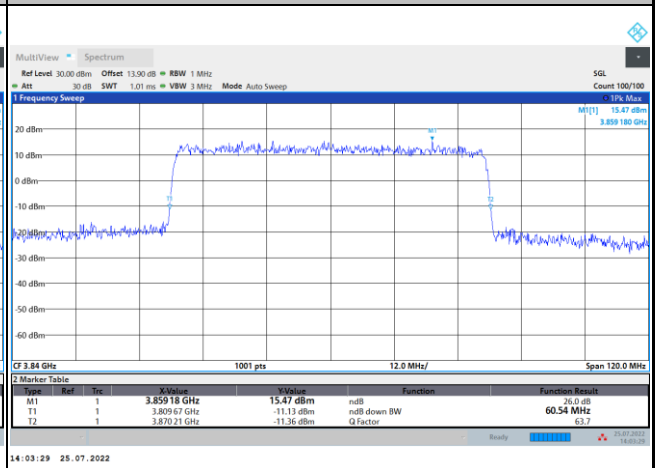 MultiView Spectrum
Ref Level 30.00 dBm Offset 13.90 dB RBW 1 MHz SGL
Att 30 dB SWT 1.01 ms VBW 3 MHz Mode Auto Sweep Count 100/100
1 Frequency Sweep 1Pk Max
M1[1] 15.47 dBm
3.859 180 GHz
M1
20 dBm
10 dBm
0 dBm
T1 T2
-10 dBm
-20 dBm
-30 dBm
-40 dBm
-50 dBm
-60 dBm
CF 3.84 GHz 1001 pts 12.0 MHz/ Span 120.0 MHz
2 Marker Table
Type Ref Trc X-Value Y-Value Function Function Result
M1 1 3.859 18 GHz 15.47 dBm ndB 26.0 dB
T1 1 3.809 67 GHz -11.13 dBm ndB down BW 60.54 MHz
T2 1 3.870 21 GHz -11.36 dBm Q Factor 63.7
Ready 25.07.2022
14:03:29
14:03:29 25.07.2022